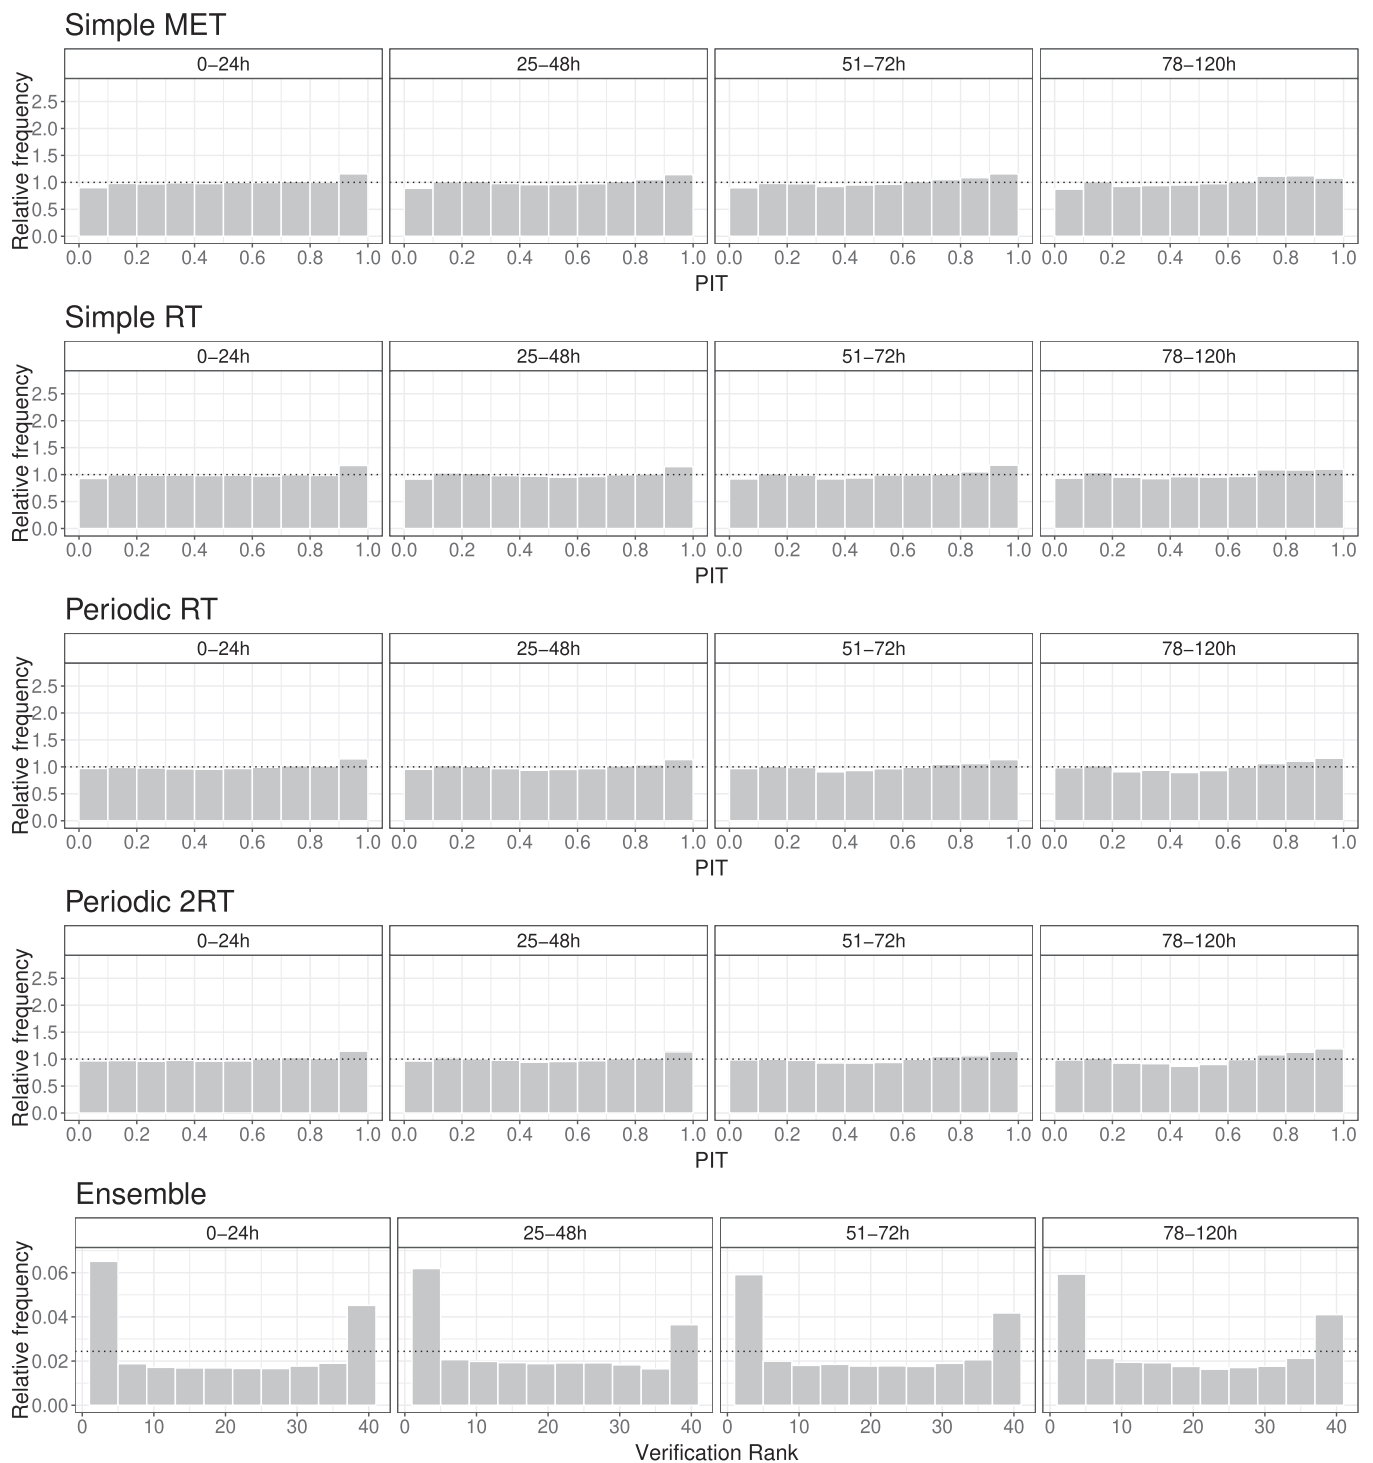 Simple MET
0−24h 25−48h 51−72h 78−120h
Relative frequency
2.5
2.0
1.5
1.0
0.5
0.0
0.0 0.2 0.4 0.6 0.8 1.0 0.0 0.2 0.4 0.6 0.8 1.0 0.0 0.2 0.4 0.6 0.8 1.0 0.0 0.2 0.4 0.6 0.8 1.0
PIT
Simple RT
0−24h 25−48h 51−72h 78−120h
Relative frequency
2.5
2.0
1.5
1.0
0.5
0.0
0.0 0.2 0.4 0.6 0.8 1.0 0.0 0.2 0.4 0.6 0.8 1.0 0.0 0.2 0.4 0.6 0.8 1.0 0.0 0.2 0.4 0.6 0.8 1.0
PIT
Periodic RT
0−24h 25−48h 51−72h 78−120h
Relative frequency
2.5
2.0
1.5
1.0
0.5
0.0
0.0 0.2 0.4 0.6 0.8 1.0 0.0 0.2 0.4 0.6 0.8 1.0 0.0 0.2 0.4 0.6 0.8 1.0 0.0 0.2 0.4 0.6 0.8 1.0
PIT
Periodic 2RT
0−24h 25−48h 51−72h 78−120h
Relative frequency
2.5
2.0
1.5
1.0
0.5
0.0
0.0 0.2 0.4 0.6 0.8 1.0 0.0 0.2 0.4 0.6 0.8 1.0 0.0 0.2 0.4 0.6 0.8 1.0 0.0 0.2 0.4 0.6 0.8 1.0
PIT
Ensemble
0−24h 25−48h 51−72h 78−120h
Relative frequency
0.06
0.04
0.02
0.00
0 10 20 30 40 0 10 20 30 40 0 10 20 30 40 0 10 20 30 40
Verification Rank